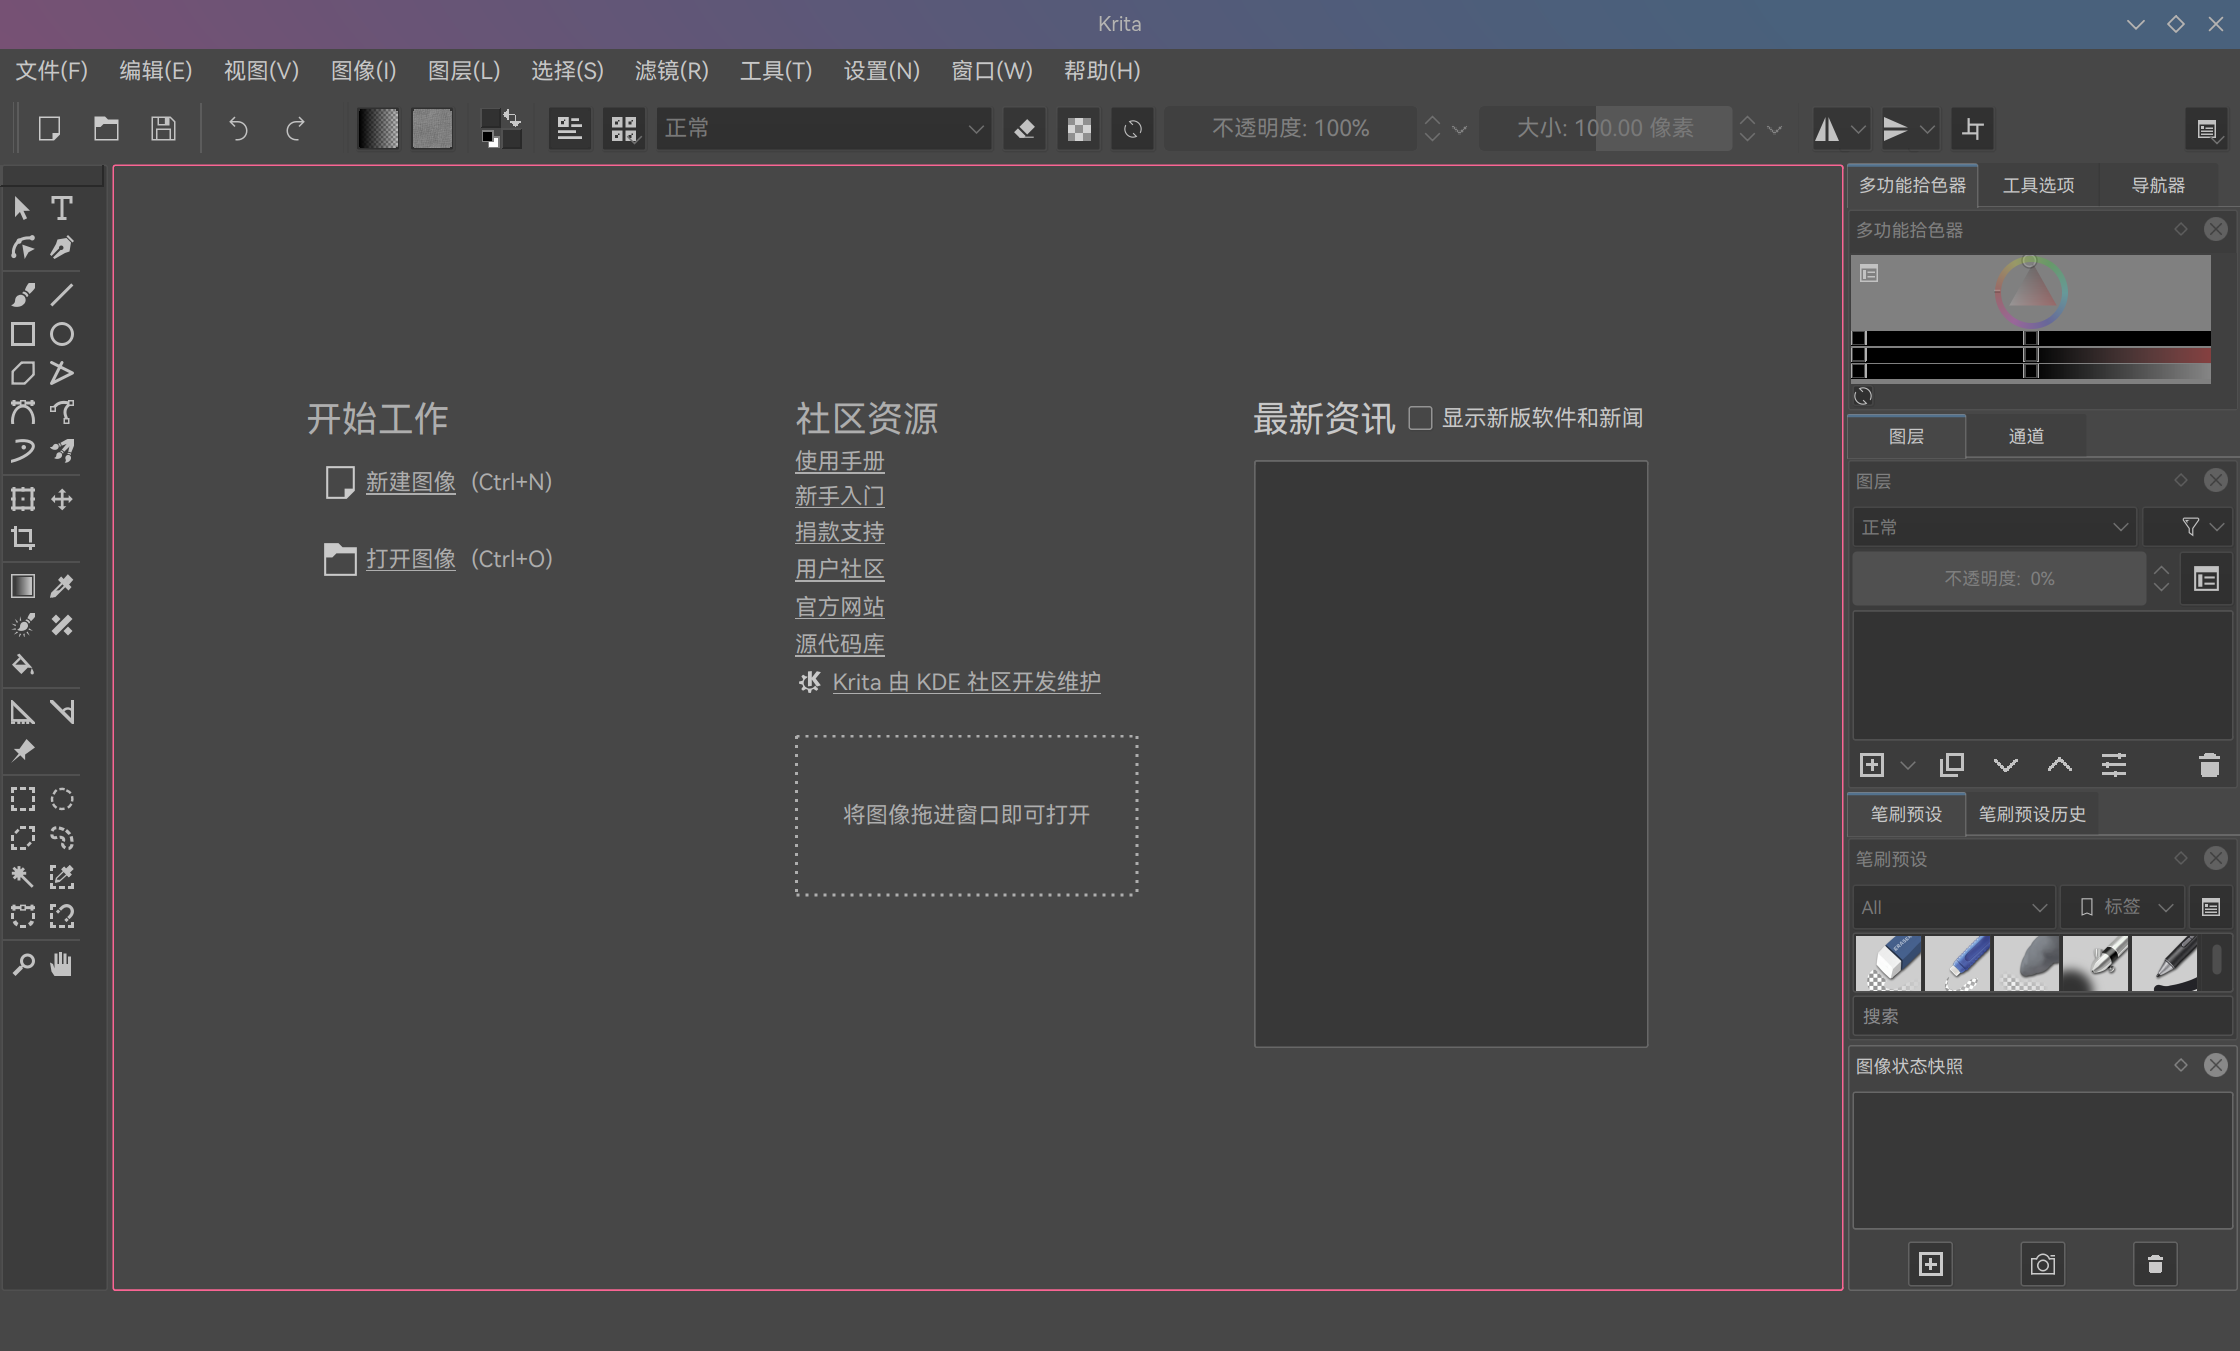 Krita
文件(F) 编辑(E) 视图(V) 图像(I) 图层(L) 选择(S) 滤镜(R) 工具(T) 设置(N) 窗口(W) 帮助(H)
正常 不透明度: 100% 大小: 100.00 像素
多功能拾色器 工具选项 导航器
多功能拾色器
开始工作
新建图像 (Ctrl+N)
打开图像 (Ctrl+O)
社区资源
使用手册
新手入门
捐款支持
用户社区
官方网站
源代码库
Krita 由 KDE 社区开发维护
将图像拖进窗口即可打开
最新资讯 显示新版软件和新闻
图层 通道
图层
正常
不透明度: 0%
笔刷预设 笔刷预设历史
笔刷预设
All 标签
ERASER
搜索
图像状态快照